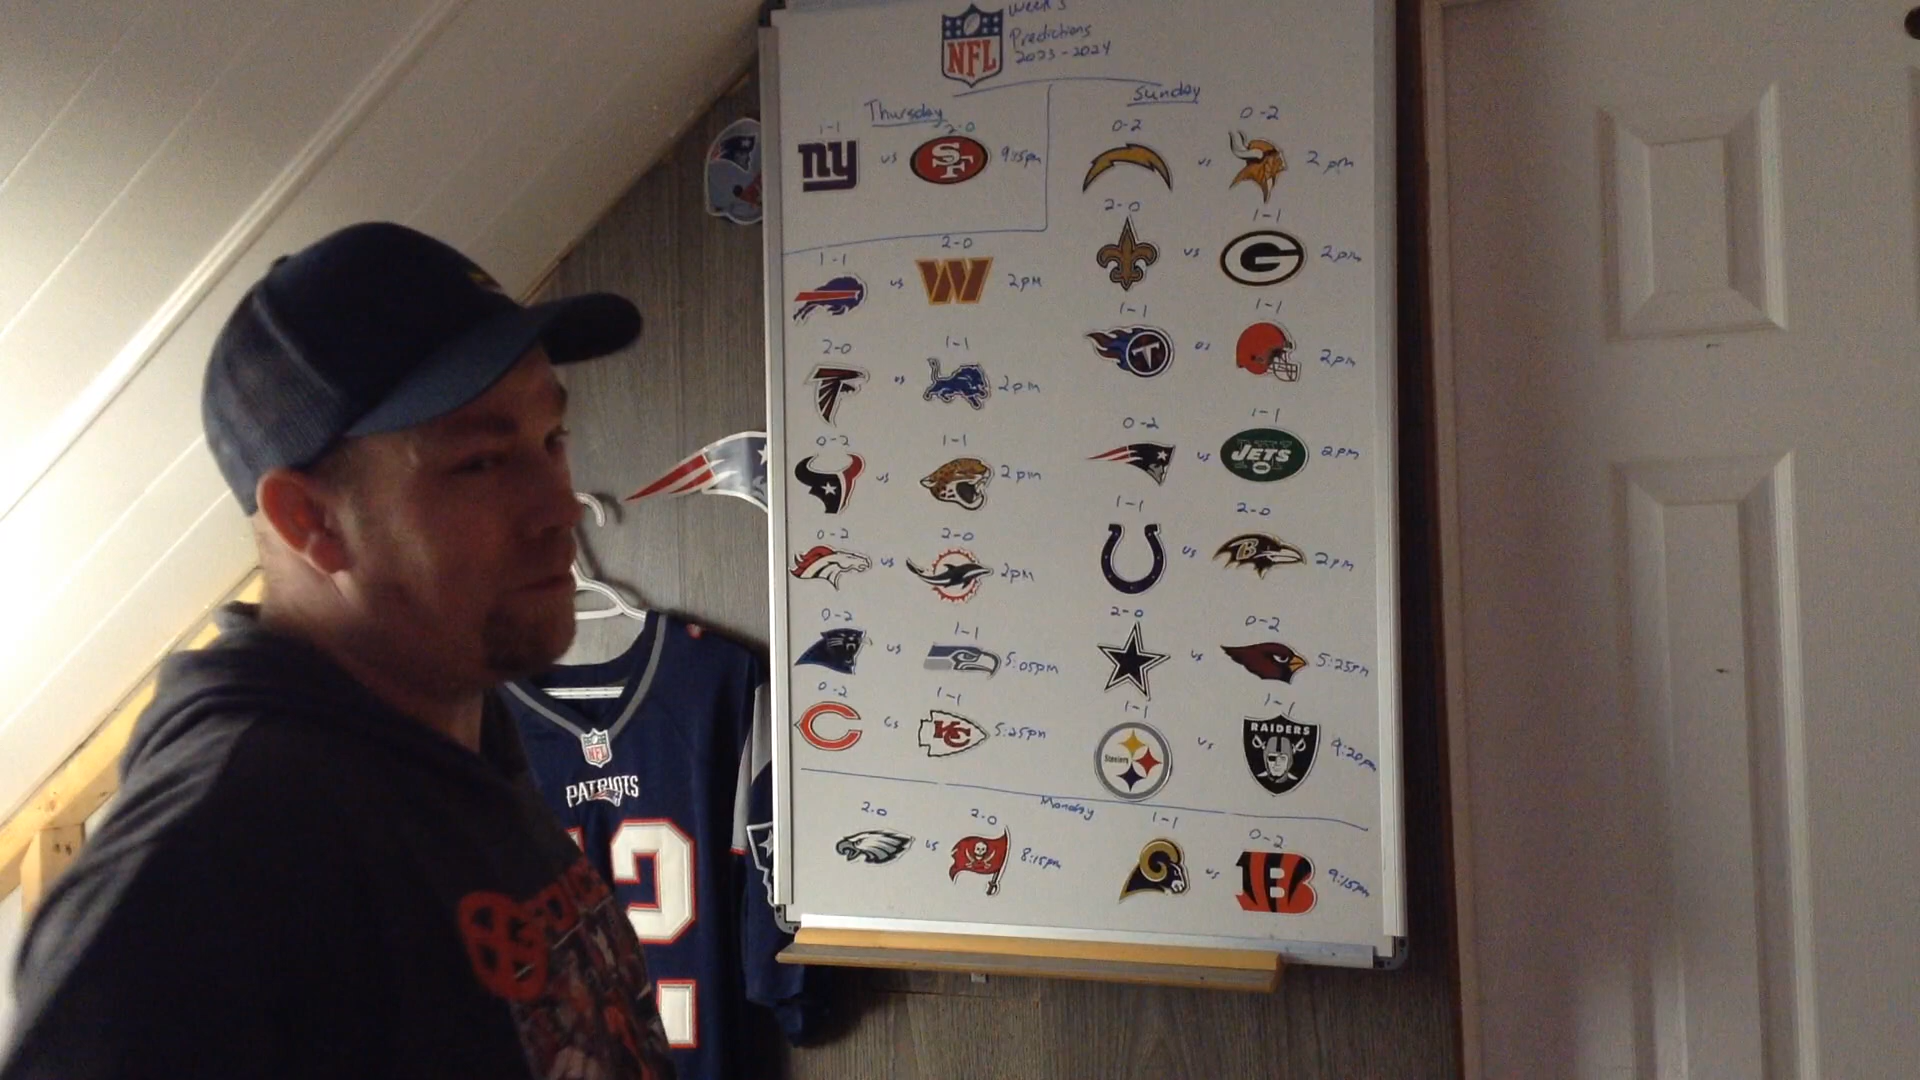 Week 3
NFL
Predictions
2023-2024
Thursday
1-1 2-0
ny vs SF 9:15pm
Sunday
0-2 0-2
vs 2pm
1-1 2-0
vs W 2PM
2-0 1-1
vs 2pm
0-2 1-1
vs 2pm
0-2 2-0
vs 2pm
0-2 1-1
vs 5:05pm
0-2 1-1
C vs KC 5:25pm
2-0 1-1
vs G 2pm
1-1 1-1
T vs 2pm
0-2 1-1
vs JETS 2pm
1-1 2-0
vs B 2pm
2-0 0-2
vs 5:25pm
1-1 1-1
Steelers vs RAIDERS 9:20pm
Monday
2-0 2-0
vs 8:15pm
1-1 0-2
vs B 9:15pm
NFL
PATRIOTS
12